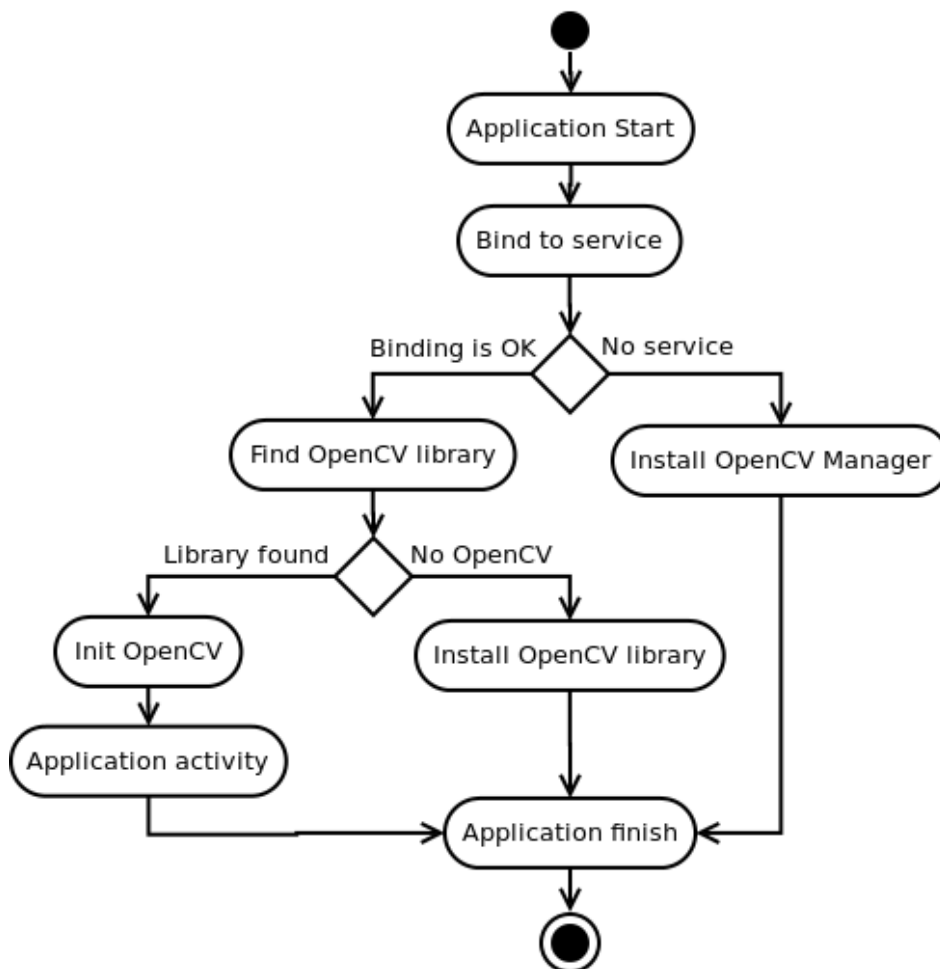 Application Start
Bind to service
Binding is OK
No service
Find OpenCV library
Install OpenCV Manager
Library found
No OpenCV
Init OpenCV
Install OpenCV library
Application activity
Application finish